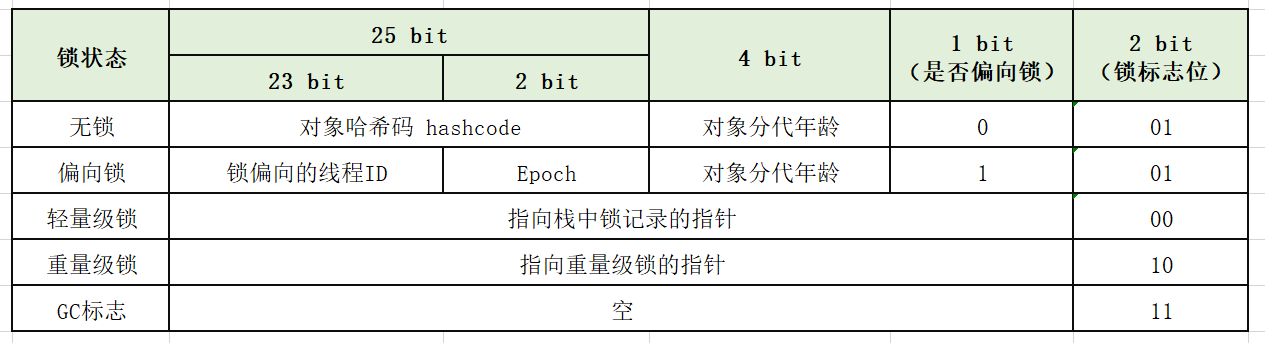 锁状态
25 bit
23 bit
2 bit
4 bit
1 bit
（是否偏向锁）
2 bit
（锁标志位）
无锁
对象哈希码 hashcode
对象分代年龄
0
01
偏向锁
锁偏向的线程ID
Epoch
对象分代年龄
1
01
轻量级锁
指向栈中锁记录的指针
00
重量级锁
指向重量级锁的指针
10
GC标志
空
11